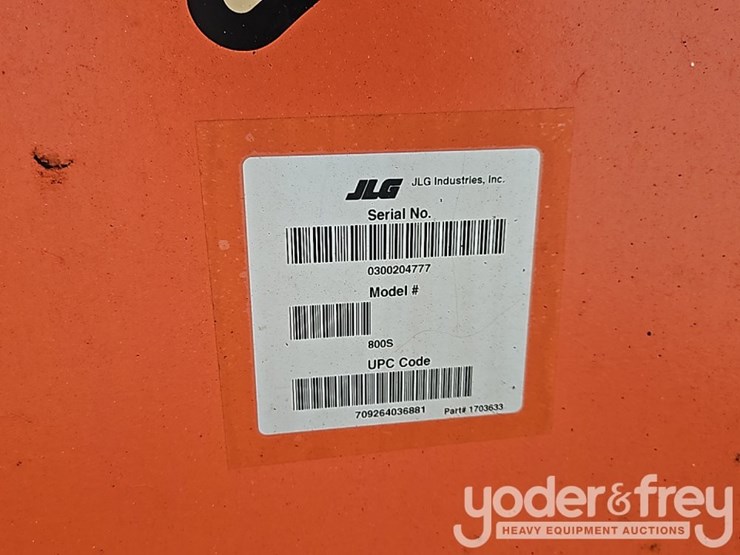 JLG JLG Industries, Inc.
Serial No.
0300204777
Model #
800S
UPC Code
709264036881 Part# 1703633
yoder&frey
HEAVY EQUIPMENT AUCTIONS